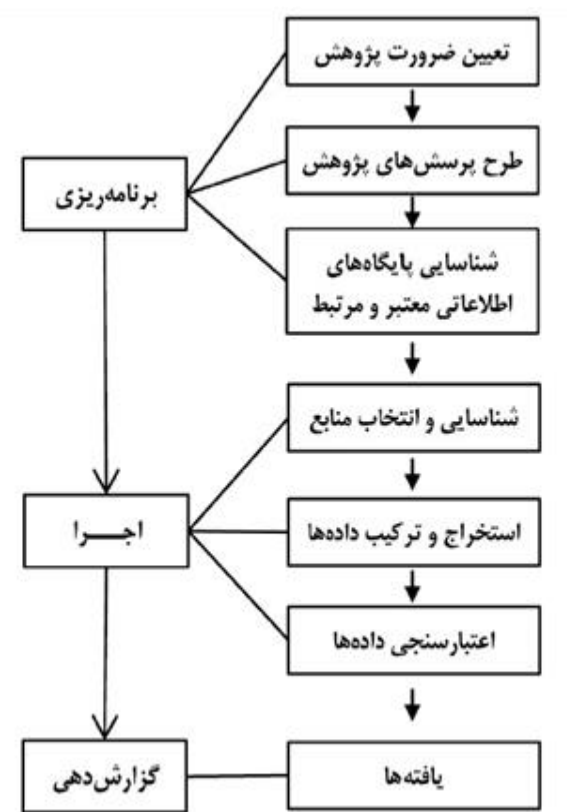 تعیین ضرورت پژوهش
طرح پرسش‌های پژوهش
برنامه‌ریزی
شناسایی پایگاه‌های
اطلاعاتی معتبر و مرتبط
شناسایی و انتخاب منابع
اجـــرا
استخراج و ترکیب داده‌ها
اعتبارسنجی داده‌ها
یافته‌ها
گزارش‌دهی